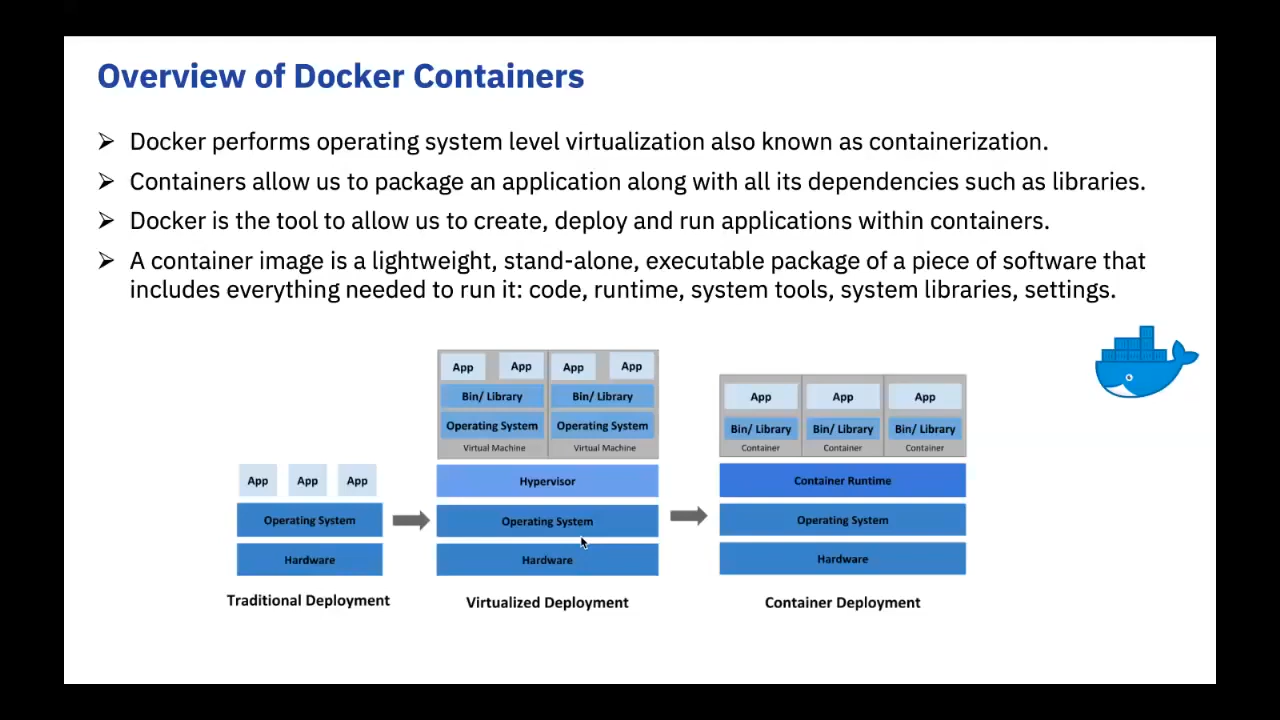 Overview of Docker Containers
Docker performs operating system level virtualization also known as containerization.
Containers allow us to package an application along with all its dependencies such as libraries.
Docker is the tool to allow us to create, deploy and run applications within containers.
A container image is a lightweight, stand-alone, executable package of a piece of software that
includes everything needed to run it: code, runtime, system tools, system libraries, settings.
App App App
Operating System
Hardware
Traditional Deployment
App App App App
Bin/ Library Bin/ Library
Operating System Operating System
Virtual Machine Virtual Machine
Hypervisor
Operating System
Hardware
Virtualized Deployment
App App App
Bin/ Library Bin/ Library Bin/ Library
Container Container Container
Container Runtime
Operating System
Hardware
Container Deployment